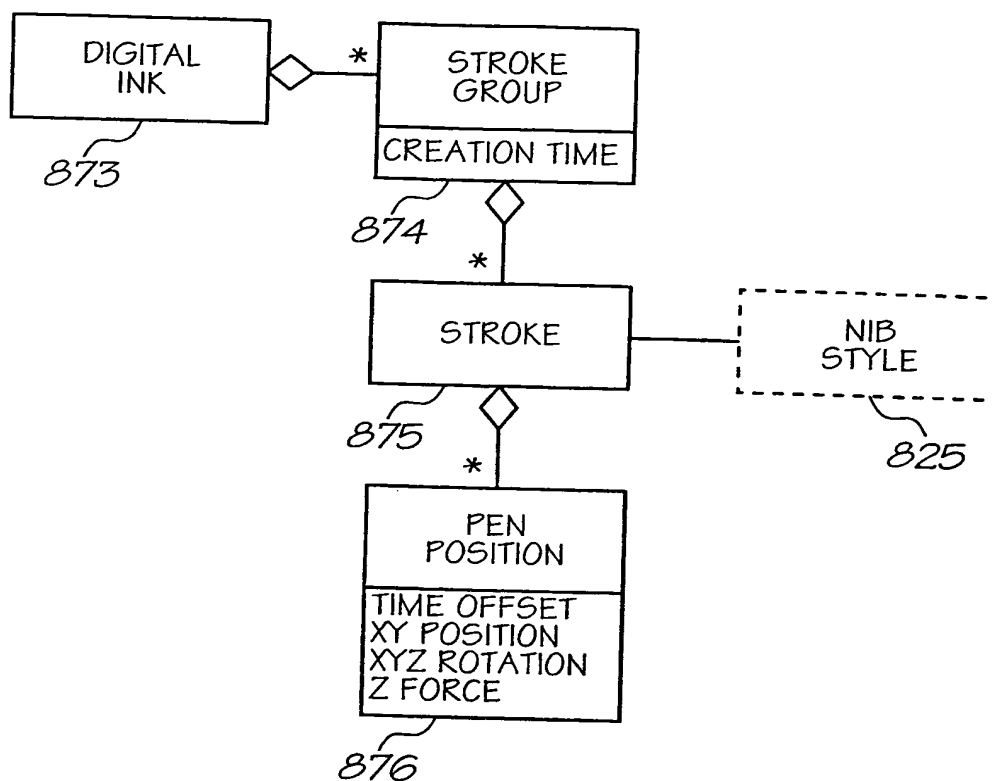 DIGITAL
INK
*
STROKE
GROUP
CREATION TIME
873
874
*
STROKE
NIB
STYLE
875
825
*
PEN
POSITION
TIME OFFSET
XY POSITION
XYZ ROTATION
Z FORCE
876